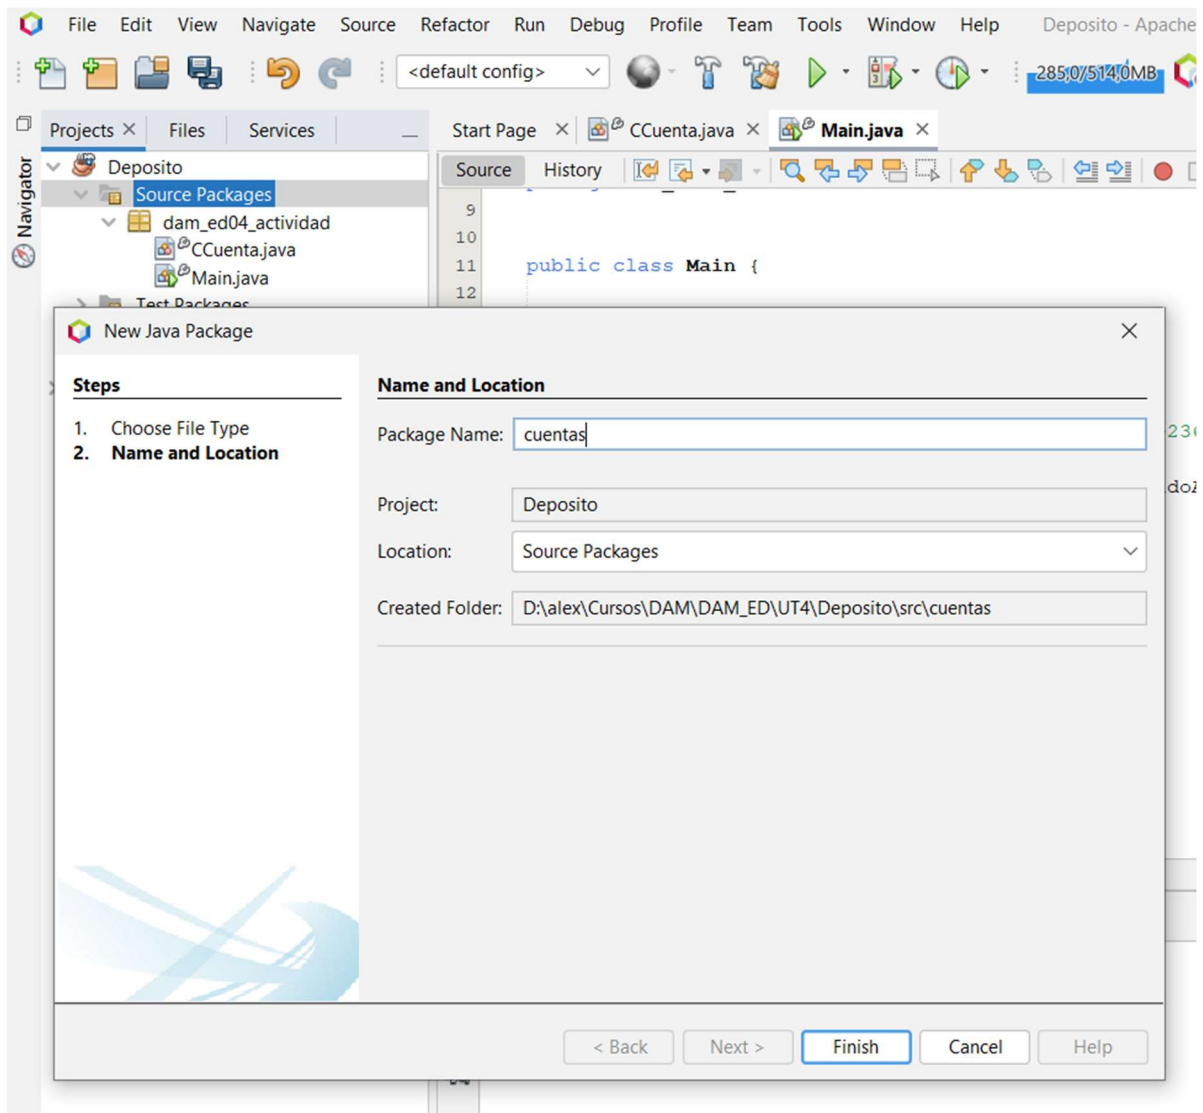 File Edit View Navigate Source Refactor Run Debug Profile Team Tools Window Help Deposito - Apache
<default config> 285,0/514,0MB
Projects Files Services Start Page CCuenta.java Main.java
Navigator
Deposito
Source History
Source Packages
dam_ed04_actividad
CCuenta.java
Main.java
Test Packages
9
10
11 public class Main {
12
New Java Package
Steps
1. Choose File Type
2. Name and Location
Name and Location
Package Name: cuentas
Project: Deposito
Location: Source Packages
Created Folder: D:\alex\Cursos\DAM\DAM_ED\UT4\Deposito\src\cuentas
< Back Next > Finish Cancel Help